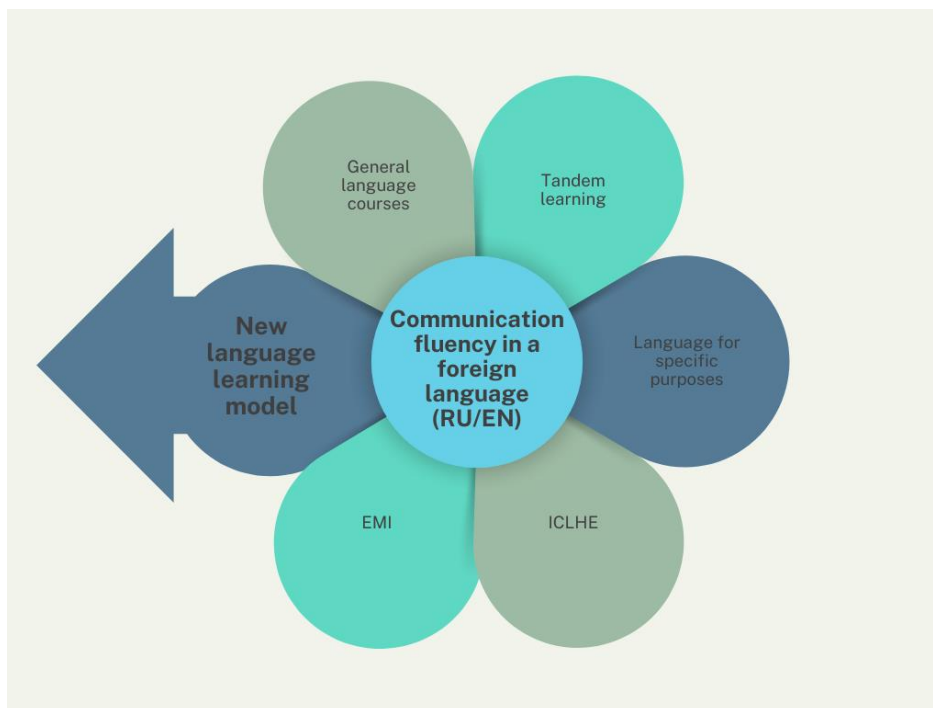 General
language
courses
Tandem
learning
New
language
learning
model
Communication
fluency in a
foreign
language
(RU/EN)
Language for
specific
purposes
EMI
ICLHE